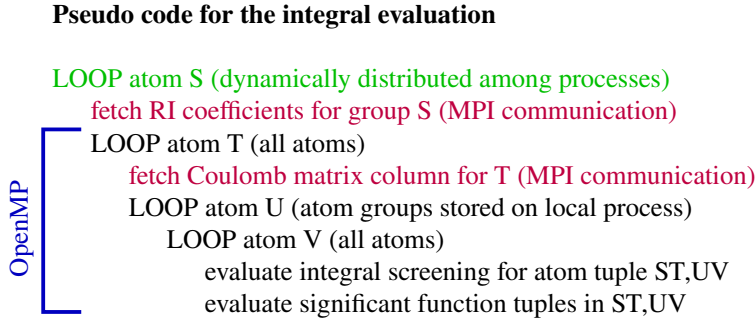 Pseudo code for the integral evaluation
LOOP atom S (dynamically distributed among processes)
fetch RI coefficients for group S (MPI communication)
LOOP atom T (all atoms)
fetch Coulomb matrix column for T (MPI communication)
LOOP atom U (atom groups stored on local process)
LOOP atom V (all atoms)
evaluate integral screening for atom tuple ST,UV
evaluate significant function tuples in ST,UV
OpenMP